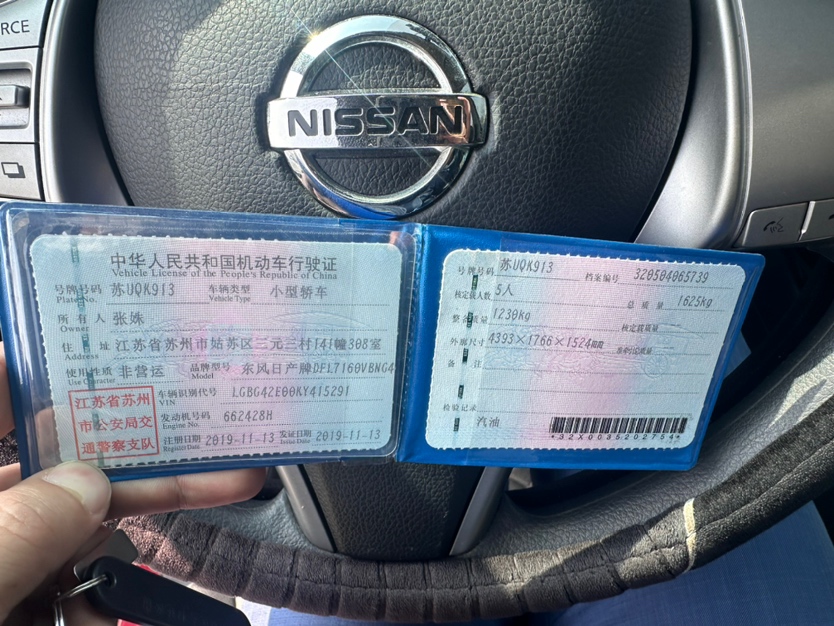 RCE
NISSAN
中华人民共和国机动车行驶证
Vehicle License of the People's Republic of China
号牌号码 苏UQK913 车辆类型 小型轿车
Plate No. Vehicle Type
所有人 张姝
Owner
住 址 江苏省苏州市姑苏区三元三村141幢308室
Address
使用性质 非营运 品牌型号 东风日产牌DFL7160VBNG4
Use Character Model
江苏省苏州
市公安局交
通警察支队
车辆识别代号 LGBG42E00KY415291
VIN
发动机号码 662428H
Engine No.
注册日期 2019-11-13 发证日期 2019-11-13
Register Date Issue Date
号牌号码 苏UQK913 档案编号 320504065739
核定载人数 5人 总质量 1625kg
整备质量 1230kg 核定载质量
外廓尺寸 4393×1766×1524mm
备 注
检验记录
汽油
*32X0035202754*